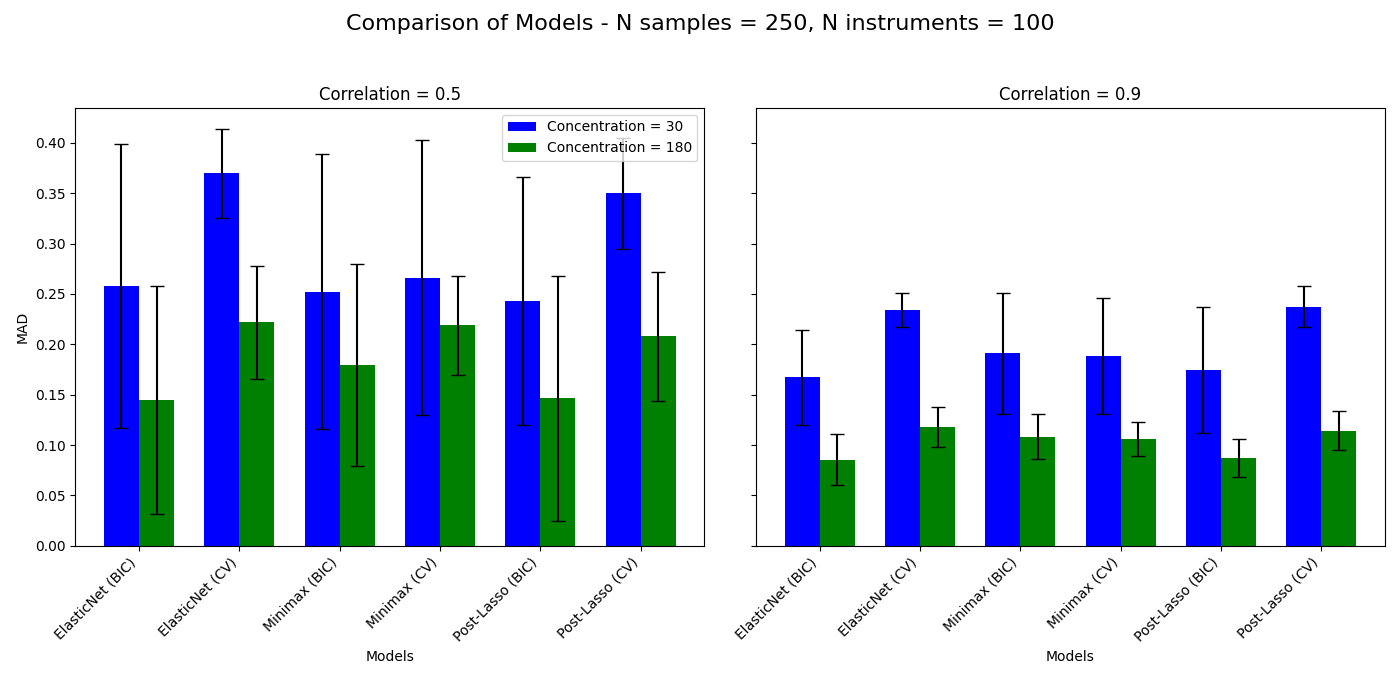 Comparison of Models - N samples = 250, N instruments = 100
Correlation = 0.5
Concentration = 30
Concentration = 180
MAD
0.40
0.35
0.30
0.25
0.20
0.15
0.10
0.05
0.00
ElasticNet (BIC)
ElasticNet (CV)
Minimax (BIC)
Minimax (CV)
Post-Lasso (BIC)
Post-Lasso (CV)
Models
Correlation = 0.9
ElasticNet (BIC)
ElasticNet (CV)
Minimax (BIC)
Minimax (CV)
Post-Lasso (BIC)
Post-Lasso (CV)
Models